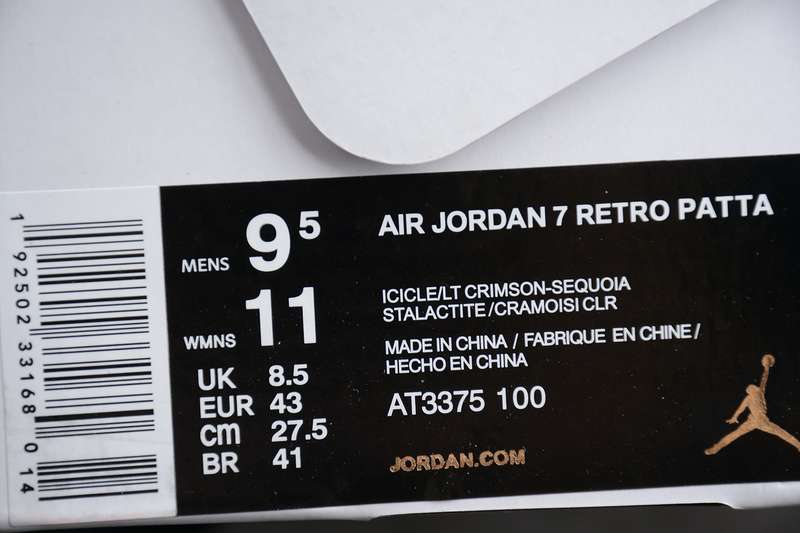 1 92502 33168 014
MENS 9 5
WMNS 11
UK 8.5
EUR 43
cm 27.5
BR 41
AIR JORDAN 7 RETRO PATTA
ICICLE/LT CRIMSON-SEQUOIA
STALACTITE/CRAMOISI CLR
MADE IN CHINA / FABRIQUE EN CHINE /
HECHO EN CHINA
AT3375 100
JORDAN.COM